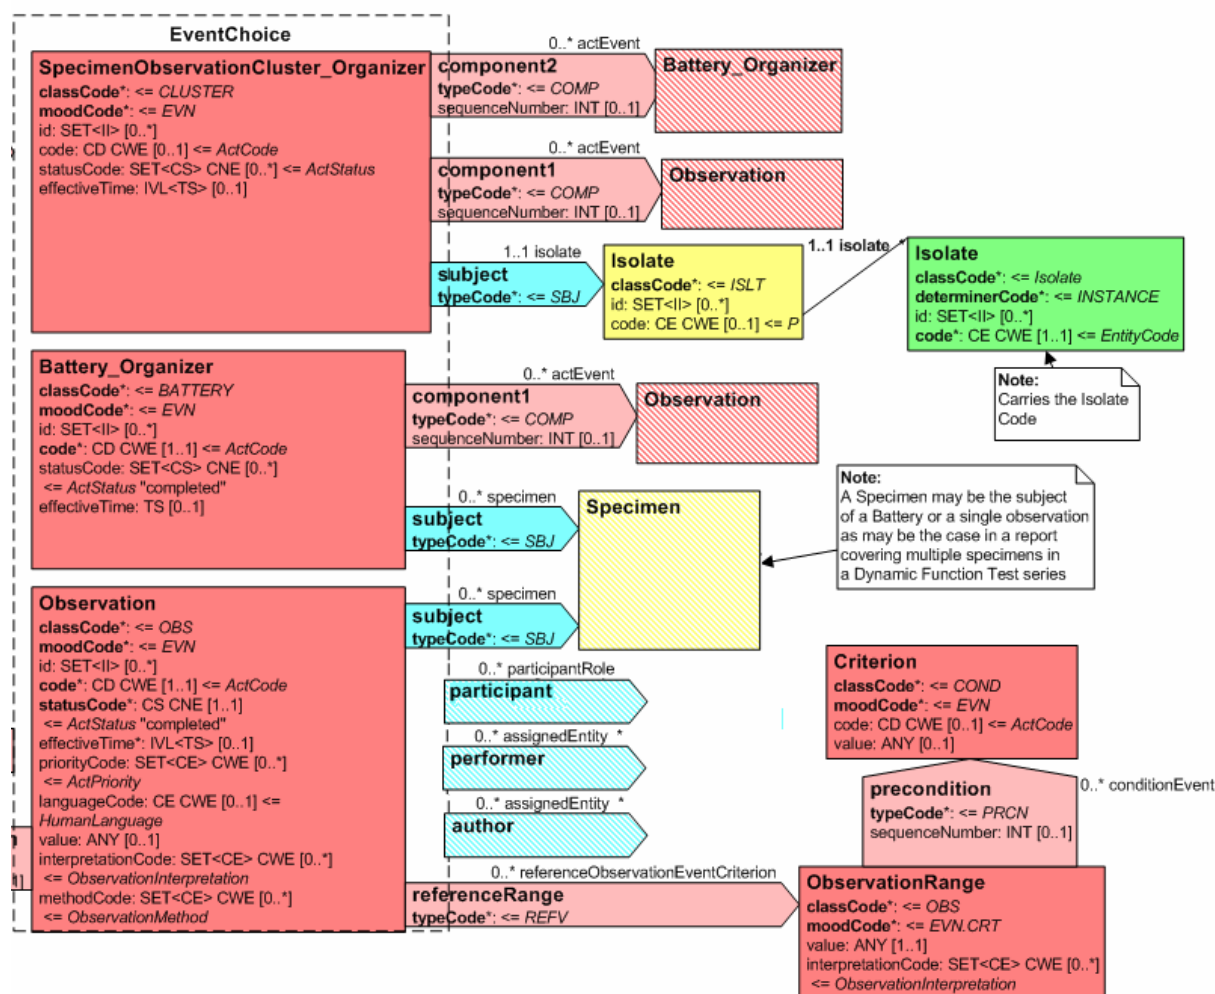 EventChoice
SpecimenObservationCluster_Organizer
classCode*: <= CLUSTER
moodCode*: <= EVN
id: SET<II> [0..*]
code: CD CWE [0..1] <= ActCode
statusCode: SET<CS> CNE [0..*] <= ActStatus
effectiveTime: IVL<TS> [0..1]
0..* actEvent
component2
typeCode*: <= COMP
sequenceNumber: INT [0..1]
Battery_Organizer
0..* actEvent
component1
typeCode*: <= COMP
sequenceNumber: INT [0..1]
Observation
1..1 isolate
subject
typeCode*: <= SBJ
Isolate
classCode*: <= ISLT
id: SET<II> [0..*]
code: CE CWE [0..1] <= P
1..1 isolate
Isolate
classCode*: <= Isolate
determinerCode*: <= INSTANCE
id: SET<II> [0..*]
code*: CE CWE [1..1] <= EntityCode
Note:
Carries the Isolate
Code
Battery_Organizer
classCode*: <= BATTERY
moodCode*: <= EVN
id: SET<II> [0..*]
code*: CD CWE [1..1] <= ActCode
statusCode: SET<CS> CNE [0..*]
<= ActStatus "completed"
effectiveTime: TS [0..1]
0..* actEvent
component1
typeCode*: <= COMP
sequenceNumber: INT [0..1]
Observation
0..* specimen
subject
typeCode*: <= SBJ
Specimen
Note:
A Specimen may be the subject
of a Battery or a single observation
as may be the case in a report
covering multiple specimens in
a Dynamic Function Test series
Observation
classCode*: <= OBS
moodCode*: <= EVN
id: SET<II> [0..*]
code*: CD CWE [1..1] <= ActCode
statusCode*: CS CNE [1..1]
<= ActStatus "completed"
effectiveTime*: IVL<TS> [0..1]
priorityCode: SET<CE> CWE [0..*]
<= ActPriority
languageCode: CE CWE [0..1] <=
HumanLanguage
value: ANY [0..1]
interpretationCode: SET<CE> CWE [0..*]
<= ObservationInterpretation
methodCode: SET<CE> CWE [0..*]
<= ObservationMethod
0..* specimen
subject
typeCode*: <= SBJ
0..* participantRole
participant
0..* assignedEntity *
performer
0..* assignedEntity *
author
0..* referenceObservationEventCriterion
referenceRange
typeCode*: <= REFV
Criterion
classCode*: <= COND
moodCode*: <= EVN
code: CD CWE [0..1] <= ActCode
value: ANY [0..1]
0..* conditionEvent
precondition
typeCode*: <= PRCN
sequenceNumber: INT [0..1]
ObservationRange
classCode*: <= OBS
moodCode*: <= EVN.CRT
value: ANY [1..1]
interpretationCode: SET<CE> CWE [0..*]
<= ObservationInterpretation